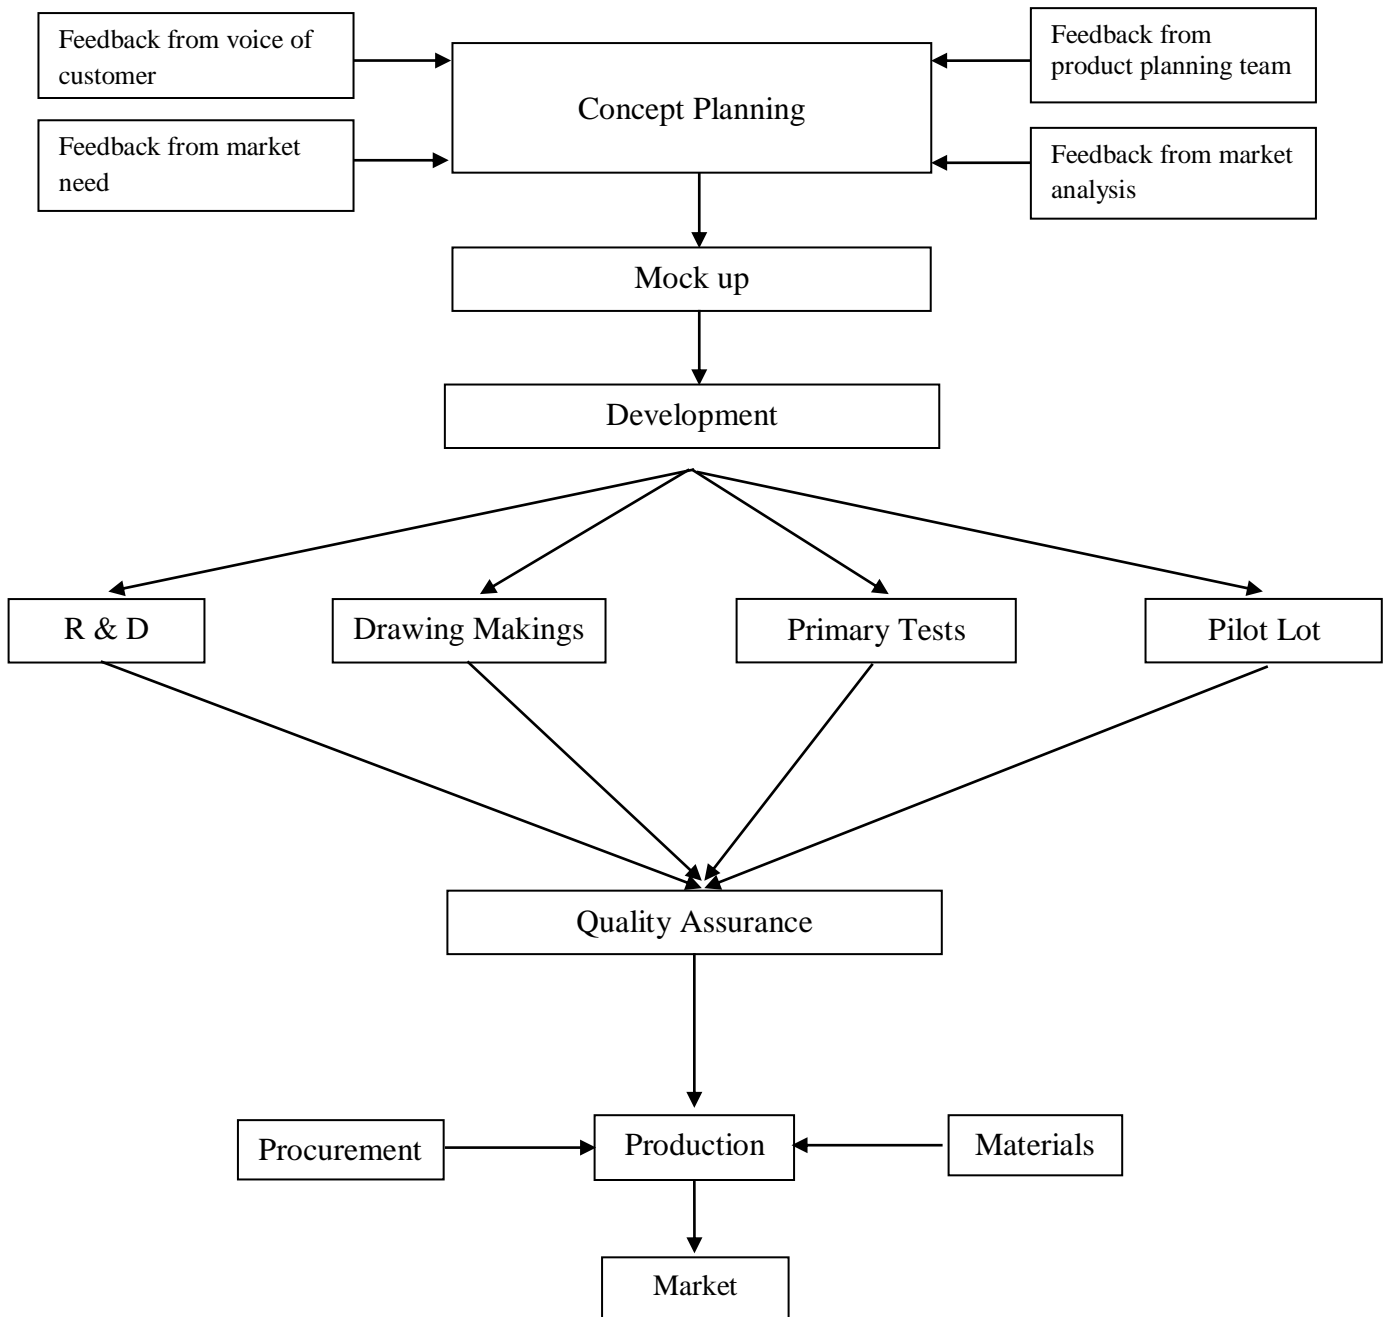 Feedback from voice of
customer
Feedback from
product planning team
Concept Planning
Feedback from market
need
Feedback from market
analysis
Mock up
Development
R & D
Drawing Makings
Primary Tests
Pilot Lot
Quality Assurance
Procurement
Production
Materials
Market